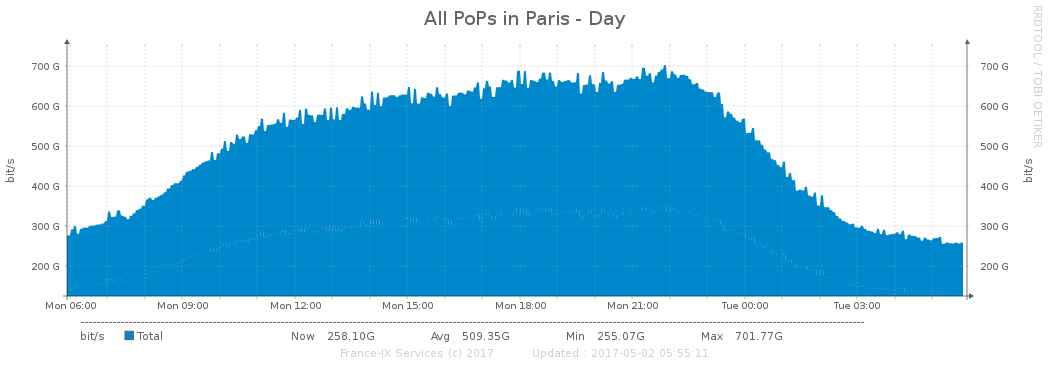 All PoPs in Paris - Day
RRDTOOL / TOBI OETIKER
700 G 700 G
600 G 600 G
500 G 500 G
400 G 400 G
300 G 300 G
200 G 200 G
bit/s bit/s
Mon 06:00 Mon 09:00 Mon 12:00 Mon 15:00 Mon 18:00 Mon 21:00 Tue 00:00 Tue 03:00
bit/s Total Now 258.10G Avg 509.35G Min 255.07G Max 701.77G
France-IX Services (c) 2017 Updated : 2017-05-02 05:55:11